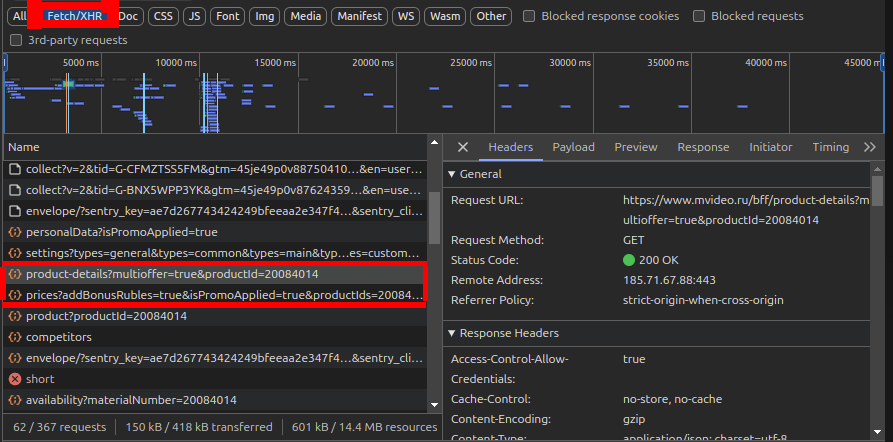 All Fetch/XHR Doc CSS JS Font Img Media Manifest WS Wasm Other Blocked response cookies Blocked requests
3rd-party requests
5000 ms 10000 ms 15000 ms 20000 ms 25000 ms 30000 ms 35000 ms 40000 ms 45000 m
Name
collect?v=2&tid=G-CFMZTSS5FM&gtm=45je49p0v88750410…&en=user…
collect?v=2&tid=G-BNX5WPP3YK&gtm=45je49p0v87624359…&en=user…
envelope/?sentry_key=ae7d267743424249bfeeaa2e347f4…&sentry_cli…
personalData?isPromoApplied=true
settings?types=general&types=common&types=main&typ…es=custom…
product-details?multioffer=true&productId=20084014
prices?addBonusRubles=true&isPromoApplied=true&productIds=20084…
product?productId=20084014
competitors
envelope/?sentry_key=ae7d267743424249bfeeaa2e347f4…&sentry_cli…
short
availability?materialNumber=20084014
62 / 367 requests 150 kB / 418 kB transferred 601 kB / 14.4 MB resources
Headers Payload Preview Response Initiator Timing
General
Request URL: https://www.mvideo.ru/bff/product-details?m
ultioffer=true&productId=20084014
Request Method: GET
Status Code: 200 OK
Remote Address: 185.71.67.88:443
Referrer Policy: strict-origin-when-cross-origin
Response Headers
Access-Control-Allow- true
Credentials:
Cache-Control: no-store, no-cache
Content-Encoding: gzip
Content-Type: application/json; charset=utf-8